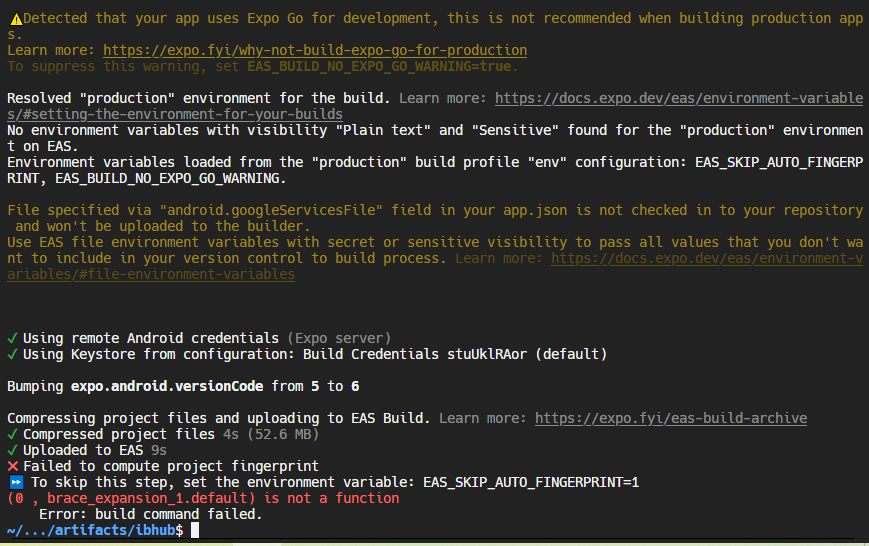 ⚠️Detected that your app uses Expo Go for development, this is not recommended when building production app
s.
Learn more: https://expo.fyi/why-not-build-expo-go-for-production
To suppress this warning, set EAS_BUILD_NO_EXPO_GO_WARNING=true.
Resolved "production" environment for the build. Learn more: https://docs.expo.dev/eas/environment-variable
s/#setting-the-environment-for-your-builds
No environment variables with visibility "Plain text" and "Sensitive" found for the "production" environmen
t on EAS.
Environment variables loaded from the "production" build profile "env" configuration: EAS_SKIP_AUTO_FINGERP
RINT, EAS_BUILD_NO_EXPO_GO_WARNING.
File specified via "android.googleServicesFile" field in your app.json is not checked in to your repository
 and won't be uploaded to the builder.
Use EAS file environment variables with secret or sensitive visibility to pass all values that you don't wa
nt to include in your version control to build process. Learn more: https://docs.expo.dev/eas/environment-v
ariables/#file-environment-variables
✓ Using remote Android credentials (Expo server)
✓ Using Keystore from configuration: Build Credentials stuUklRAor (default)
Bumping expo.android.versionCode from 5 to 6
Compressing project files and uploading to EAS Build. Learn more: https://expo.fyi/eas-build-archive
✓ Compressed project files 4s (52.6 MB)
✓ Uploaded to EAS 9s
❌ Failed to compute project fingerprint
⏩ To skip this step, set the environment variable: EAS_SKIP_AUTO_FINGERPRINT=1
(0 , brace_expansion_1.default) is not a function
    Error: build command failed.
~/.../artifacts/ibhub$